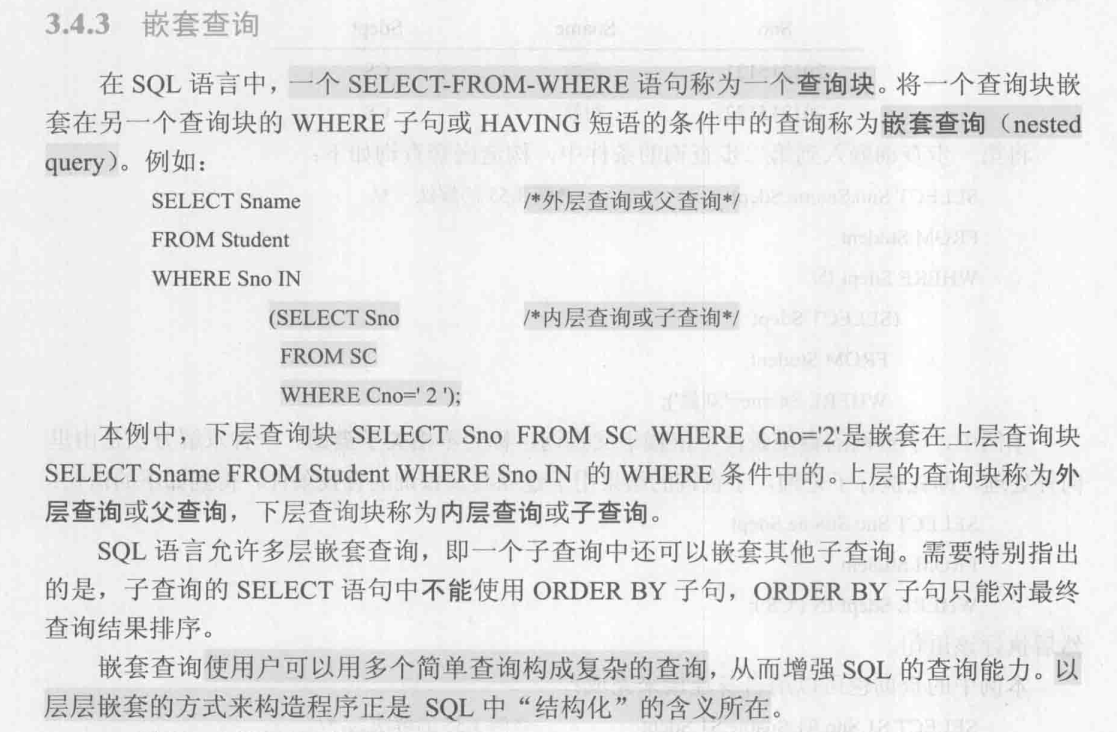 3.4.3 嵌套查询
在 SQL 语言中，一个 SELECT-FROM-WHERE 语句称为一个查询块。将一个查询块嵌
套在另一个查询块的 WHERE 子句或 HAVING 短语的条件中的查询称为嵌套查询（nested
query）。例如：
SELECT Sname /*外层查询或父查询*/
FROM Student
WHERE Sno IN
(SELECT Sno /*内层查询或子查询*/
FROM SC
WHERE Cno=' 2 ');
本例中，下层查询块 SELECT Sno FROM SC WHERE Cno='2'是嵌套在上层查询块
SELECT Sname FROM Student WHERE Sno IN 的 WHERE 条件中的。上层的查询块称为外
层查询或父查询，下层查询块称为内层查询或子查询。
SQL 语言允许多层嵌套查询，即一个子查询中还可以嵌套其他子查询。需要特别指出
的是，子查询的 SELECT 语句中不能使用 ORDER BY 子句，ORDER BY 子句只能对最终
查询结果排序。
嵌套查询使用户可以用多个简单查询构成复杂的查询，从而增强 SQL 的查询能力。以
层层嵌套的方式来构造程序正是 SQL 中“结构化”的含义所在。